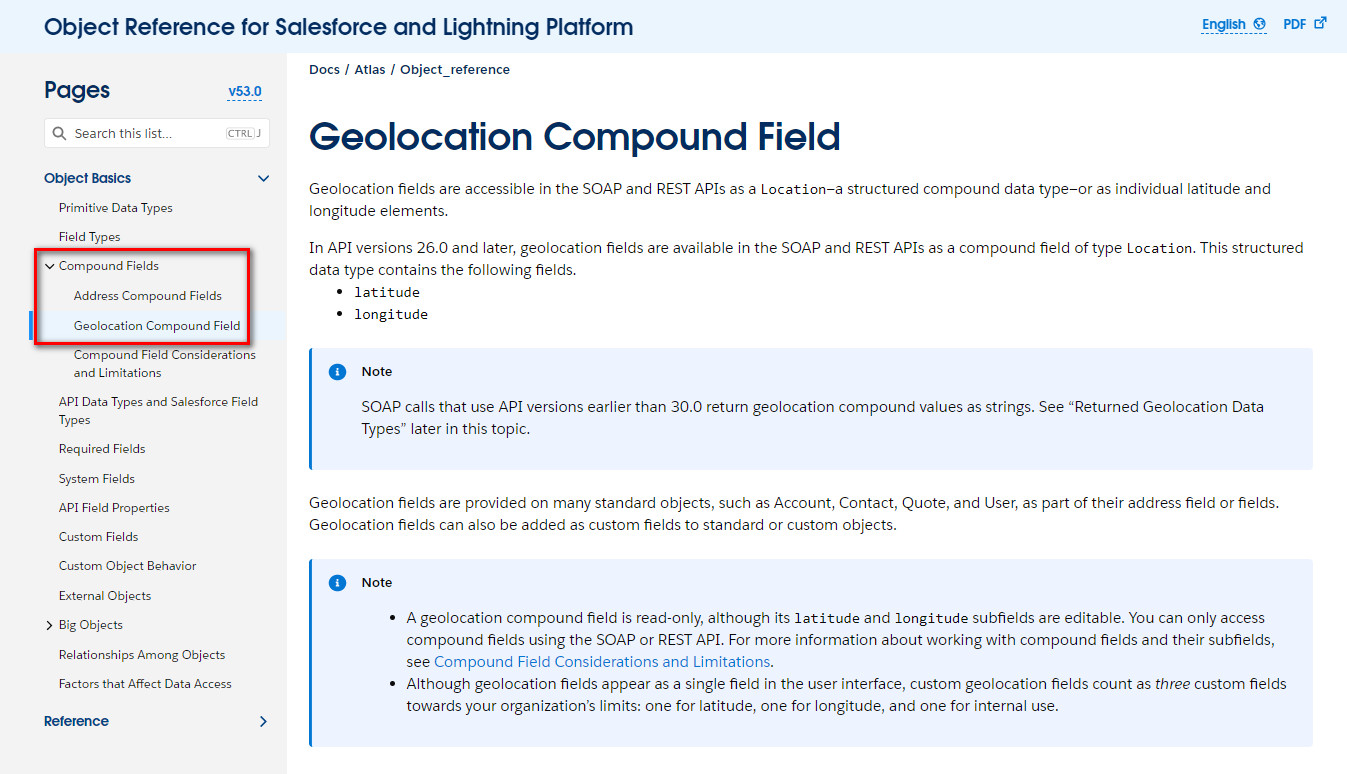 Object Reference for Salesforce and Lightning Platform
English
PDF
Pages
v53.0
Search this list...
CTRL J
Object Basics
Primitive Data Types
Field Types
Compound Fields
Address Compound Fields
Geolocation Compound Field
Compound Field Considerations
and Limitations
API Data Types and Salesforce Field
Types
Required Fields
System Fields
API Field Properties
Custom Fields
Custom Object Behavior
External Objects
Big Objects
Relationships Among Objects
Factors that Affect Data Access
Reference
Docs / Atlas / Object_reference
Geolocation Compound Field
Geolocation fields are accessible in the SOAP and REST APIs as a Location—a structured compound data type—or as individual latitude and
longitude elements.
In API versions 26.0 and later, geolocation fields are available in the SOAP and REST APIs as a compound field of type Location. This structured
data type contains the following fields.
• latitude
• longitude
Note
SOAP calls that use API versions earlier than 30.0 return geolocation compound values as strings. See “Returned Geolocation Data
Types” later in this topic.
Geolocation fields are provided on many standard objects, such as Account, Contact, Quote, and User, as part of their address field or fields.
Geolocation fields can also be added as custom fields to standard or custom objects.
Note
• A geolocation compound field is read-only, although its latitude and longitude subfields are editable. You can only access
compound fields using the SOAP or REST API. For more information about working with compound fields and their subfields,
see Compound Field Considerations and Limitations.
• Although geolocation fields appear as a single field in the user interface, custom geolocation fields count as three custom fields
towards your organization’s limits: one for latitude, one for longitude, and one for internal use.